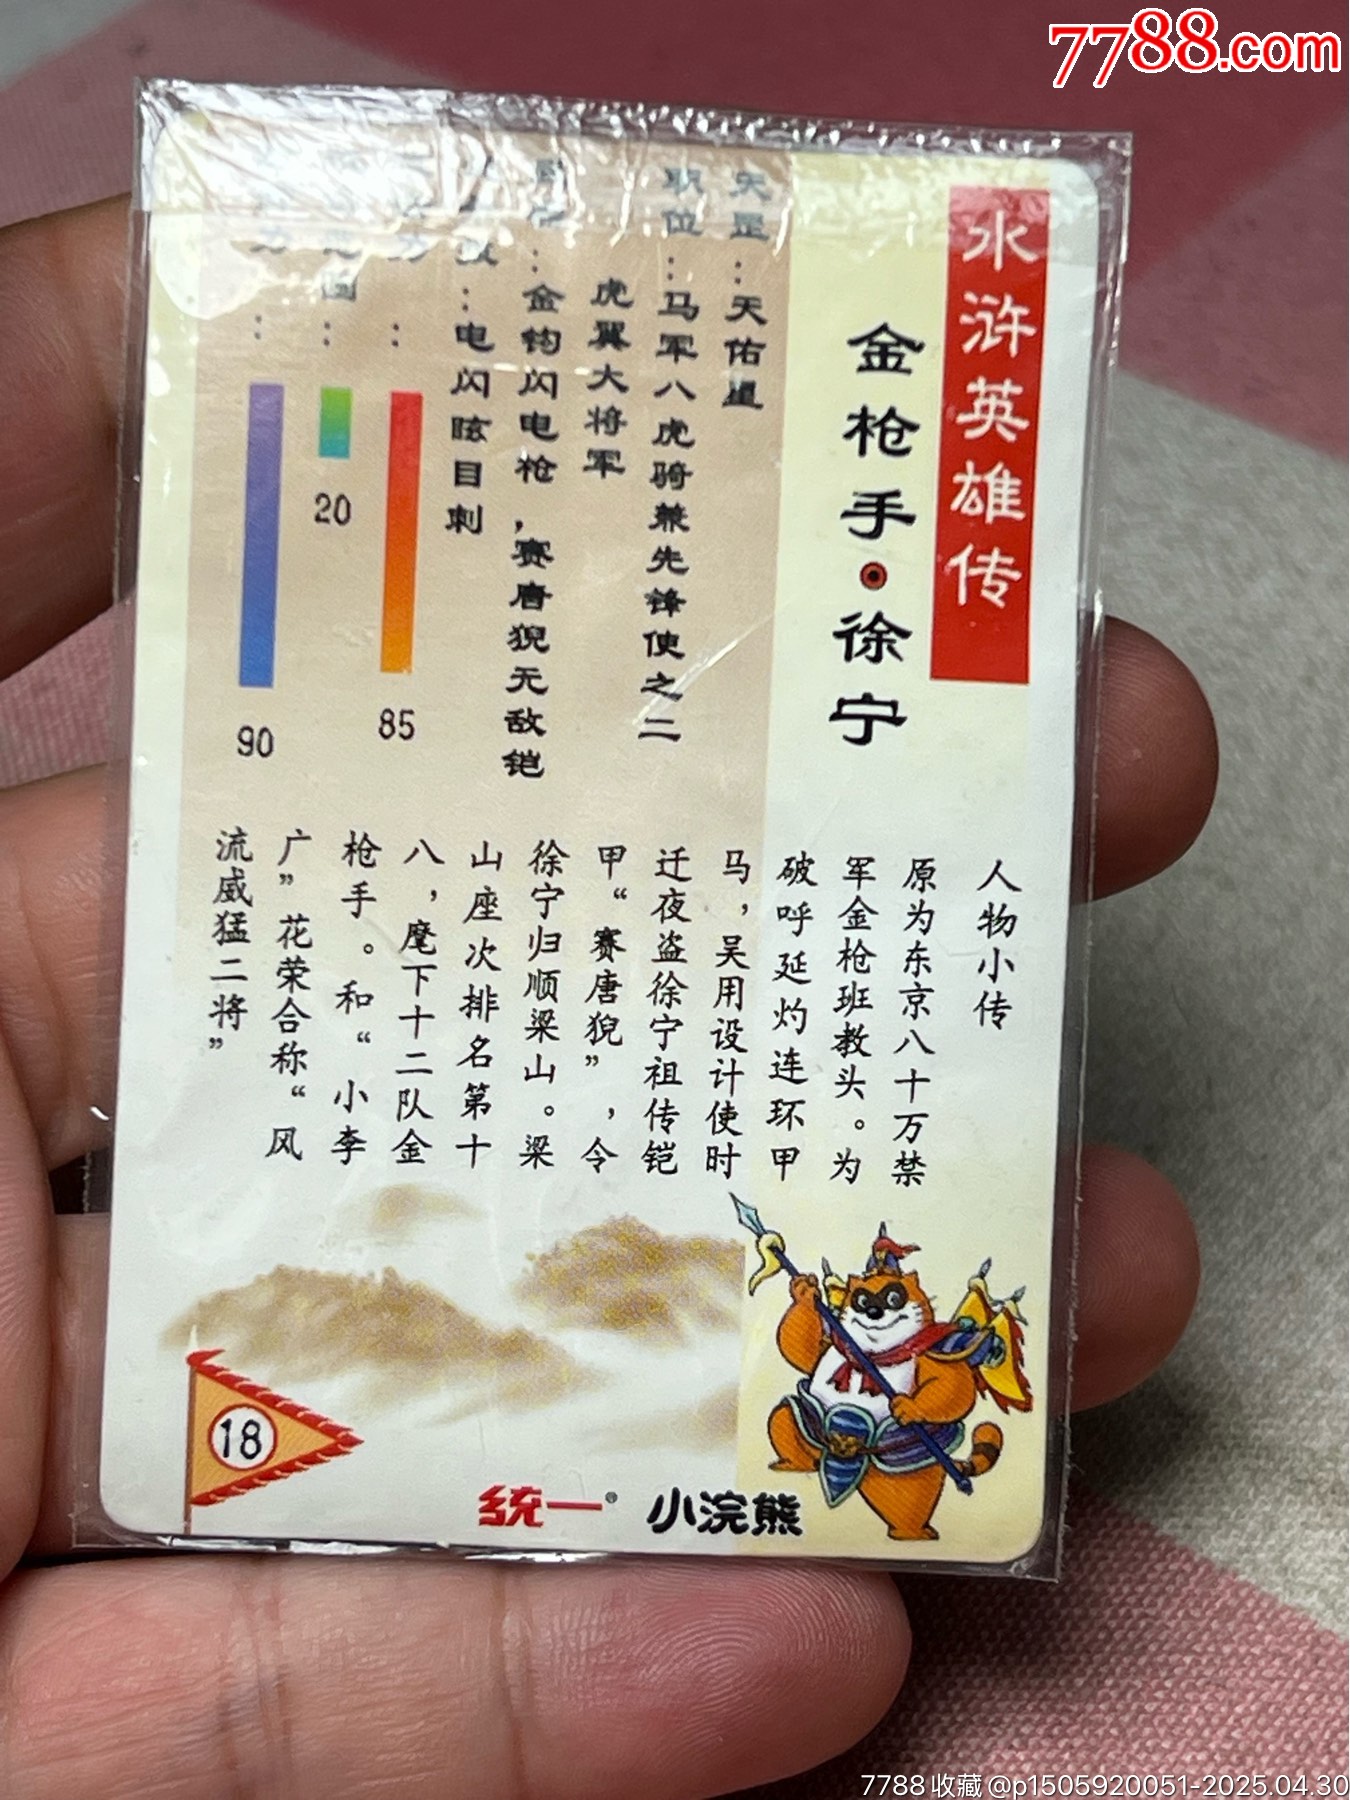 7788.com
水浒英雄传
金枪手·徐宁
天罡：天佑星
职位：马军八虎骑兼先锋使之二
虎翼大将军
：金钩闪电枪，赛唐猊无敌铠
：电闪眩目刺
力：85
围：20
力：90
人物小传
原为东京八十万禁
军金枪班教头。为
破呼延灼连环甲
马，吴用设计使时
迁夜盗徐宁祖传铠
甲“赛唐猊”，令
徐宁归顺梁山。梁
山座次排名第十
八，麾下十二队金
枪手。和“小李
广”花荣合称“风
流威猛二将”
18
统一® 小浣熊
7788收藏@p1505920051-2025.04.30